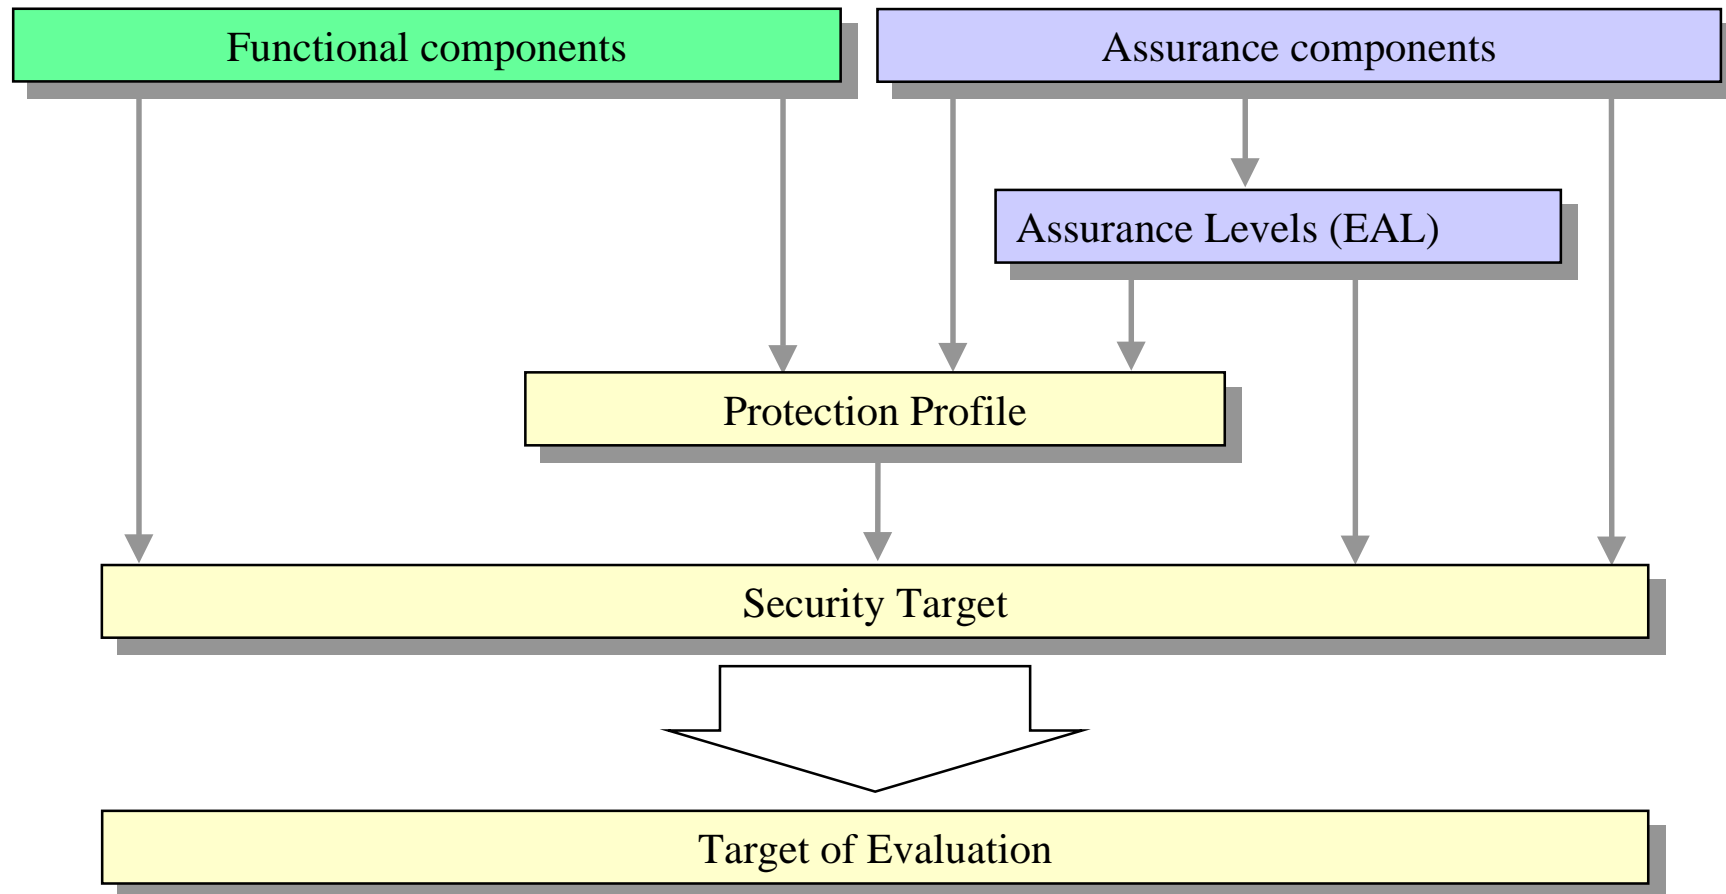 Functional components
Assurance components
Assurance Levels (EAL)
Protection Profile
Security Target
Target of Evaluation